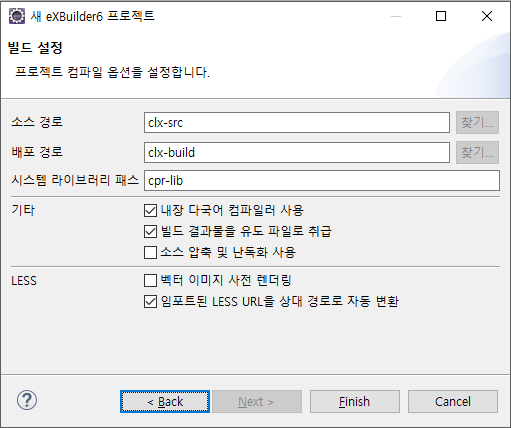 새 eXBuilder6 프로젝트
빌드 설정
프로젝트 컴파일 옵션을 설정합니다.
소스 경로 clx-src 찾기...
배포 경로 clx-build 찾기...
시스템 라이브러리 패스 cpr-lib
기타 내장 다국어 컴파일러 사용
빌드 결과물을 유도 파일로 취급
소스 압축 및 난독화 사용
LESS 벡터 이미지 사전 렌더링
임포트된 LESS URL을 상대 경로로 자동 변환
? < Back Next > Finish Cancel